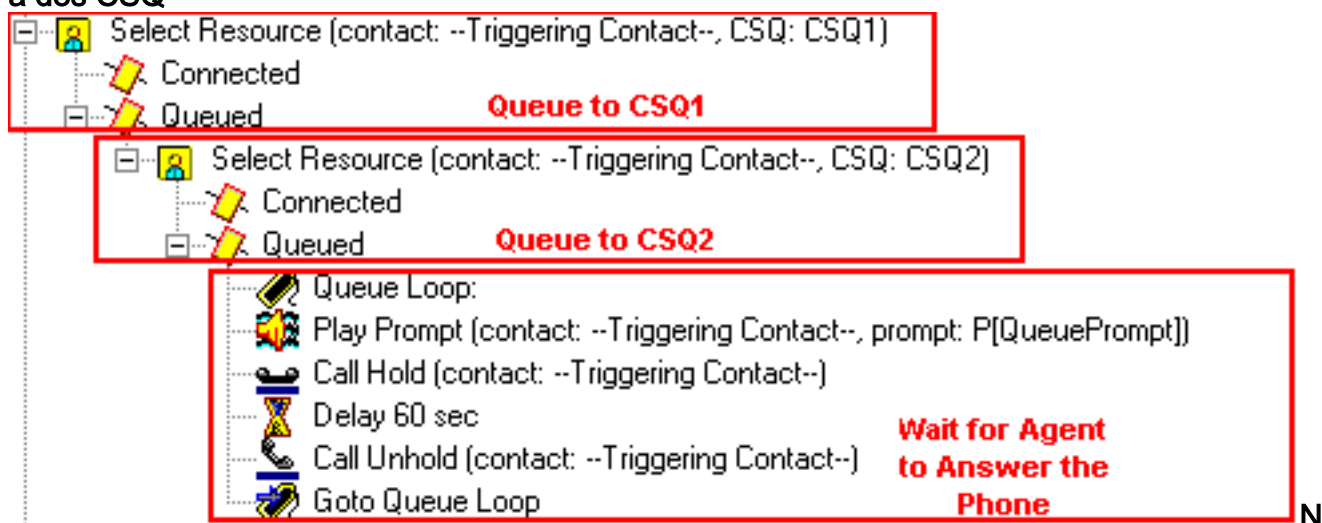 a dos CSQ
Select Resource (contact: --Triggering Contact--, CSQ: CSQ1)
Connected
Queued
Queue to CSQ1
Select Resource (contact: --Triggering Contact--, CSQ: CSQ2)
Connected
Queued
Queue to CSQ2
Queue Loop:
Play Prompt (contact: --Triggering Contact--, prompt: P[QueuePrompt])
Call Hold (contact: --Triggering Contact--)
Delay 60 sec
Call Unhold (contact: --Triggering Contact--)
Goto Queue Loop
Wait for Agent
to Answer the
Phone
N